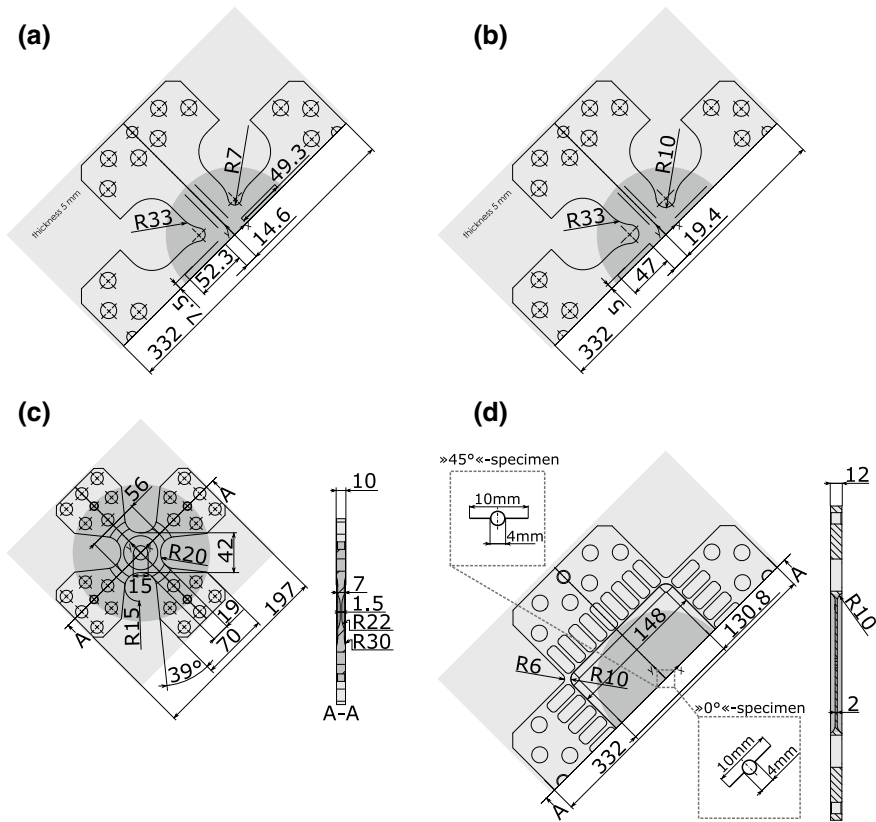 (a)
thickness 5 mm
R7
R33
49.3
14.6
52.3
7.5
7
332
x
(b)
thickness 5 mm
R10
R33
19.4
47
5
332
x
(c)
A
56
R20
42
15
R15
19
70
197
39°
A
10
7
1.5
R22
R30
A-A
(d)
»45°«-specimen
10mm
4mm
A
148
130.8
R6
R10
y
x
332
A
»0°«-specimen
10mm
4mm
12
R10
2